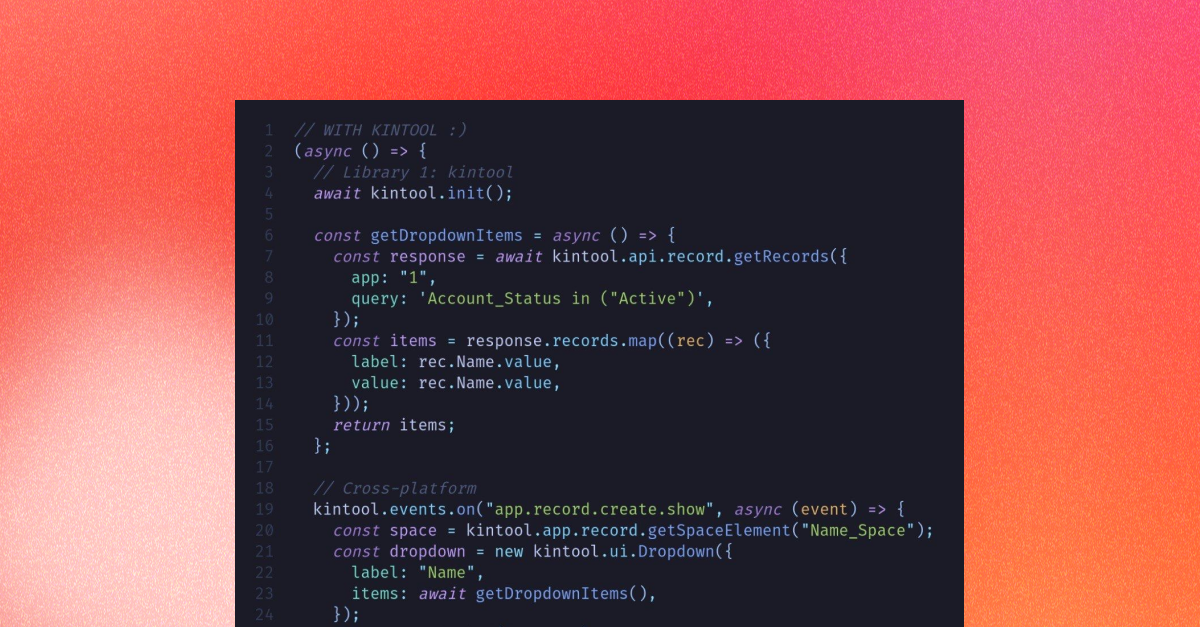 1 // WITH KINTOOL :)
2 (async () => {
3 // Library 1: kintool
4 await kintool.init();
5
6 const getDropdownItems = async () => {
7 const response = await kintool.api.record.getRecords({
8 app: "1",
9 query: 'Account_Status in ("Active")',
10 });
11 const items = response.records.map((rec) => ({
12 label: rec.Name.value,
13 value: rec.Name.value,
14 }));
15 return items;
16 };
17
18 // Cross-platform
19 kintool.events.on("app.record.create.show", async (event) => {
20 const space = kintool.app.record.getSpaceElement("Name_Space");
21 const dropdown = new kintool.ui.Dropdown({
22 label: "Name",
23 items: await getDropdownItems(),
24 });